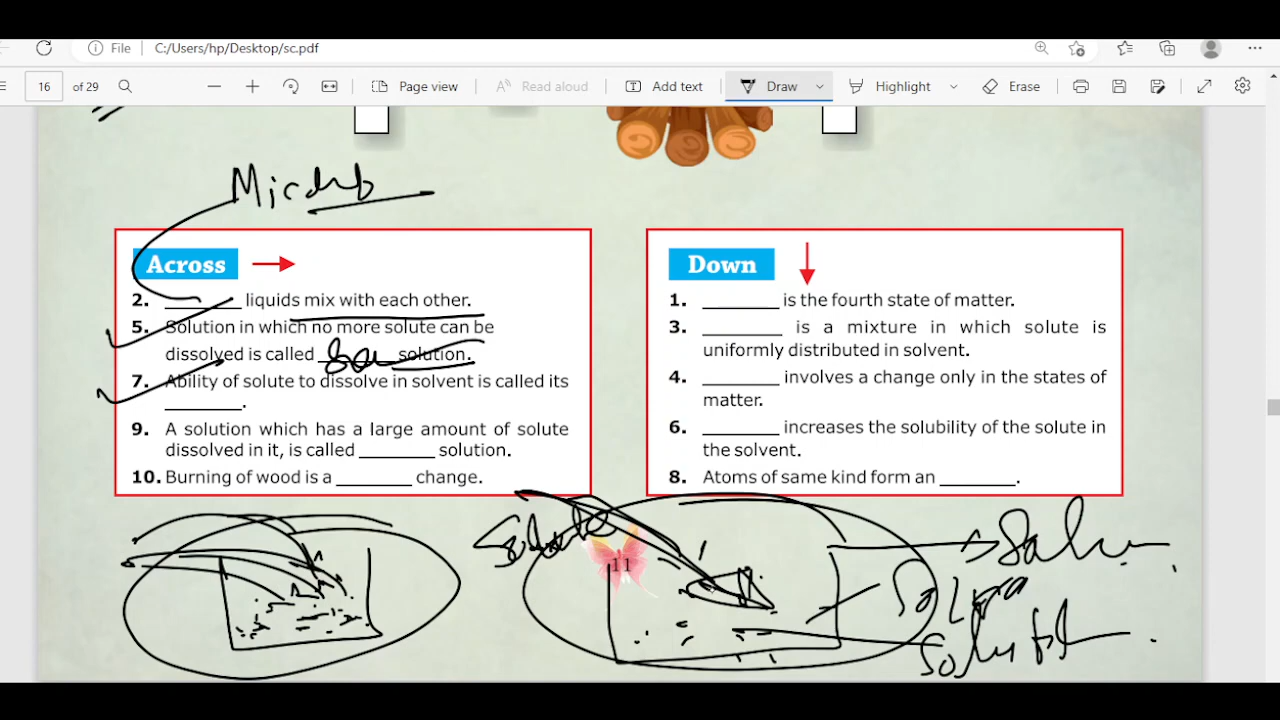 File C:/Users/hp/Desktop/sc.pdf
16 of 29 Page view Read aloud Add text Draw Highlight Erase
Across
2. ________ liquids mix with each other.
5. Solution in which no more solute can be
dissolved is called ________ solution.
7. Ability of solute to dissolve in solvent is called its
________.
9. A solution which has a large amount of solute
dissolved in it, is called ________ solution.
10. Burning of wood is a ________ change.
Down
1. ________ is the fourth state of matter.
3. ________ is a mixture in which solute is
uniformly distributed in solvent.
4. ________ involves a change only in the states of
matter.
6. ________ increases the solubility of the solute in
the solvent.
8. Atoms of same kind form an ________.
Solute
11